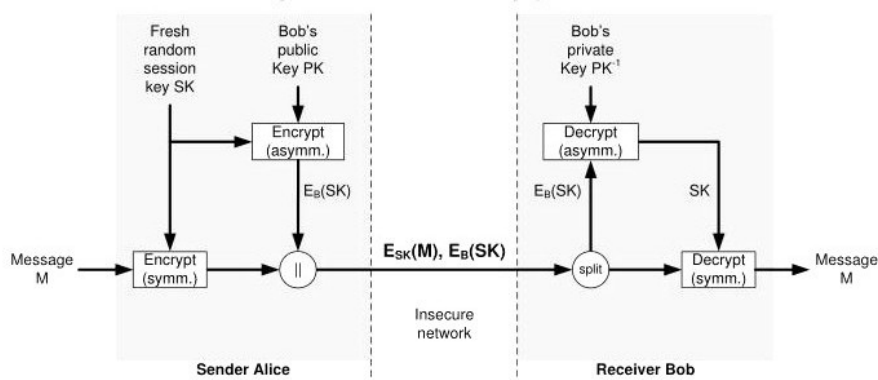 Fresh
random
session
key SK
Bob's
public
Key PK
Bob's
private
Key PK⁻¹
Encrypt
(asymm.)
Decrypt
(asymm.)
E_B(SK)
E_B(SK)
SK
Message
M
Encrypt
(symm.)
||
E_SK(M), E_B(SK)
split
Decrypt
(symm.)
Message
M
Insecure
network
Sender Alice
Receiver Bob